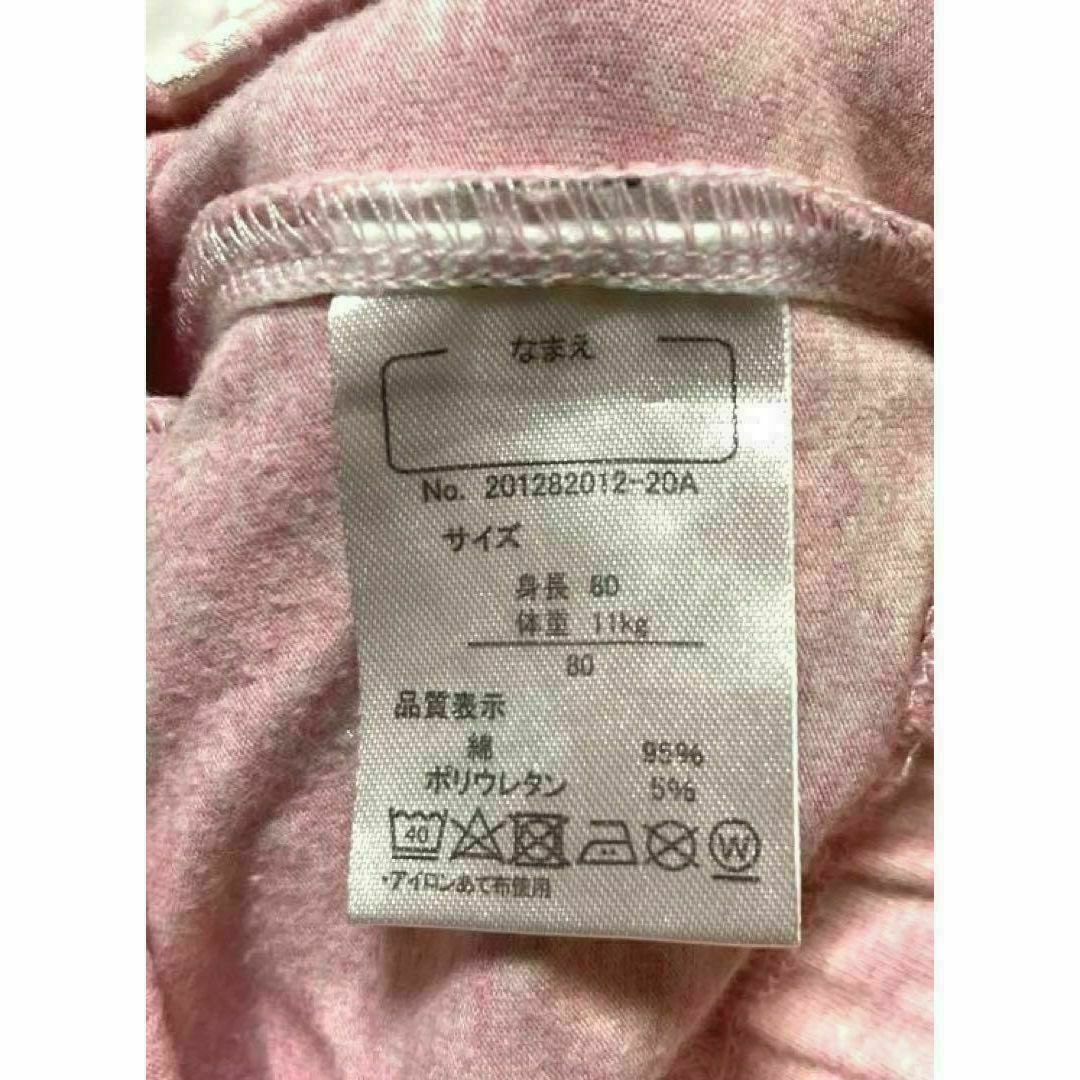 なまえ
No. 201282012-20A
サイズ
身長 80
体重 11kg
80
品質表示
綿 95%
ポリウレタン 5%
40 W
・アイロンあて布使用